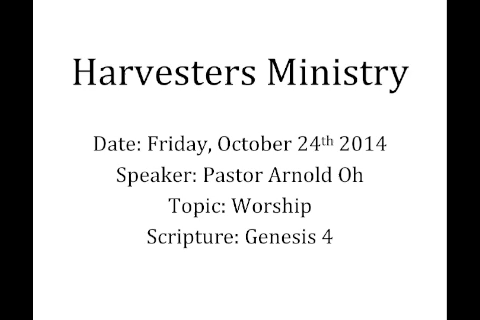 Harvesters Ministry
Date: Friday, October 24th 2014
Speaker: Pastor Arnold Oh
Topic: Worship
Scripture: Genesis 4